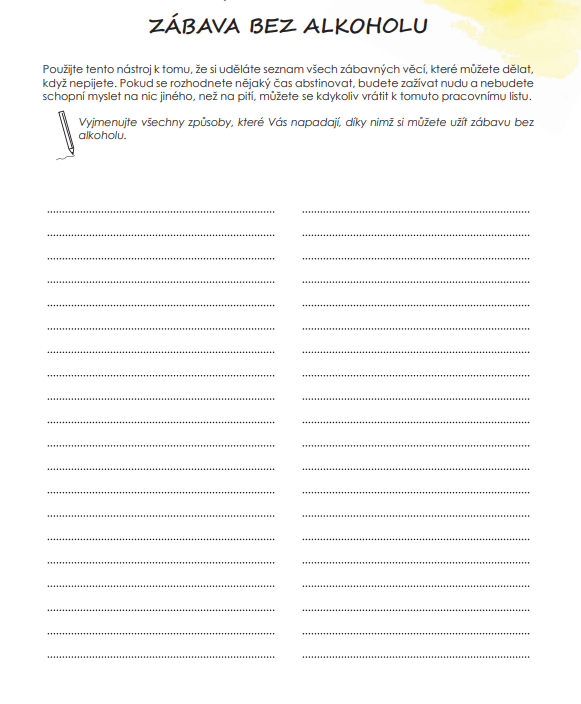 ZÁBAVA BEZ ALKOHOLU
Použijte tento nástroj k tomu, že si uděláte seznam všech zábavných věcí, které můžete dělat,
když nepijete. Pokud se rozhodnete nějaký čas abstinovat, budete zažívat nudu a nebudete
schopní myslet na nic jiného, než na pití, můžete se kdykoliv vrátit k tomuto pracovnímu listu.
Vyjmenujte všechny způsoby, které Vás napadají, díky nimž si můžete užít zábavu bez
alkoholu.